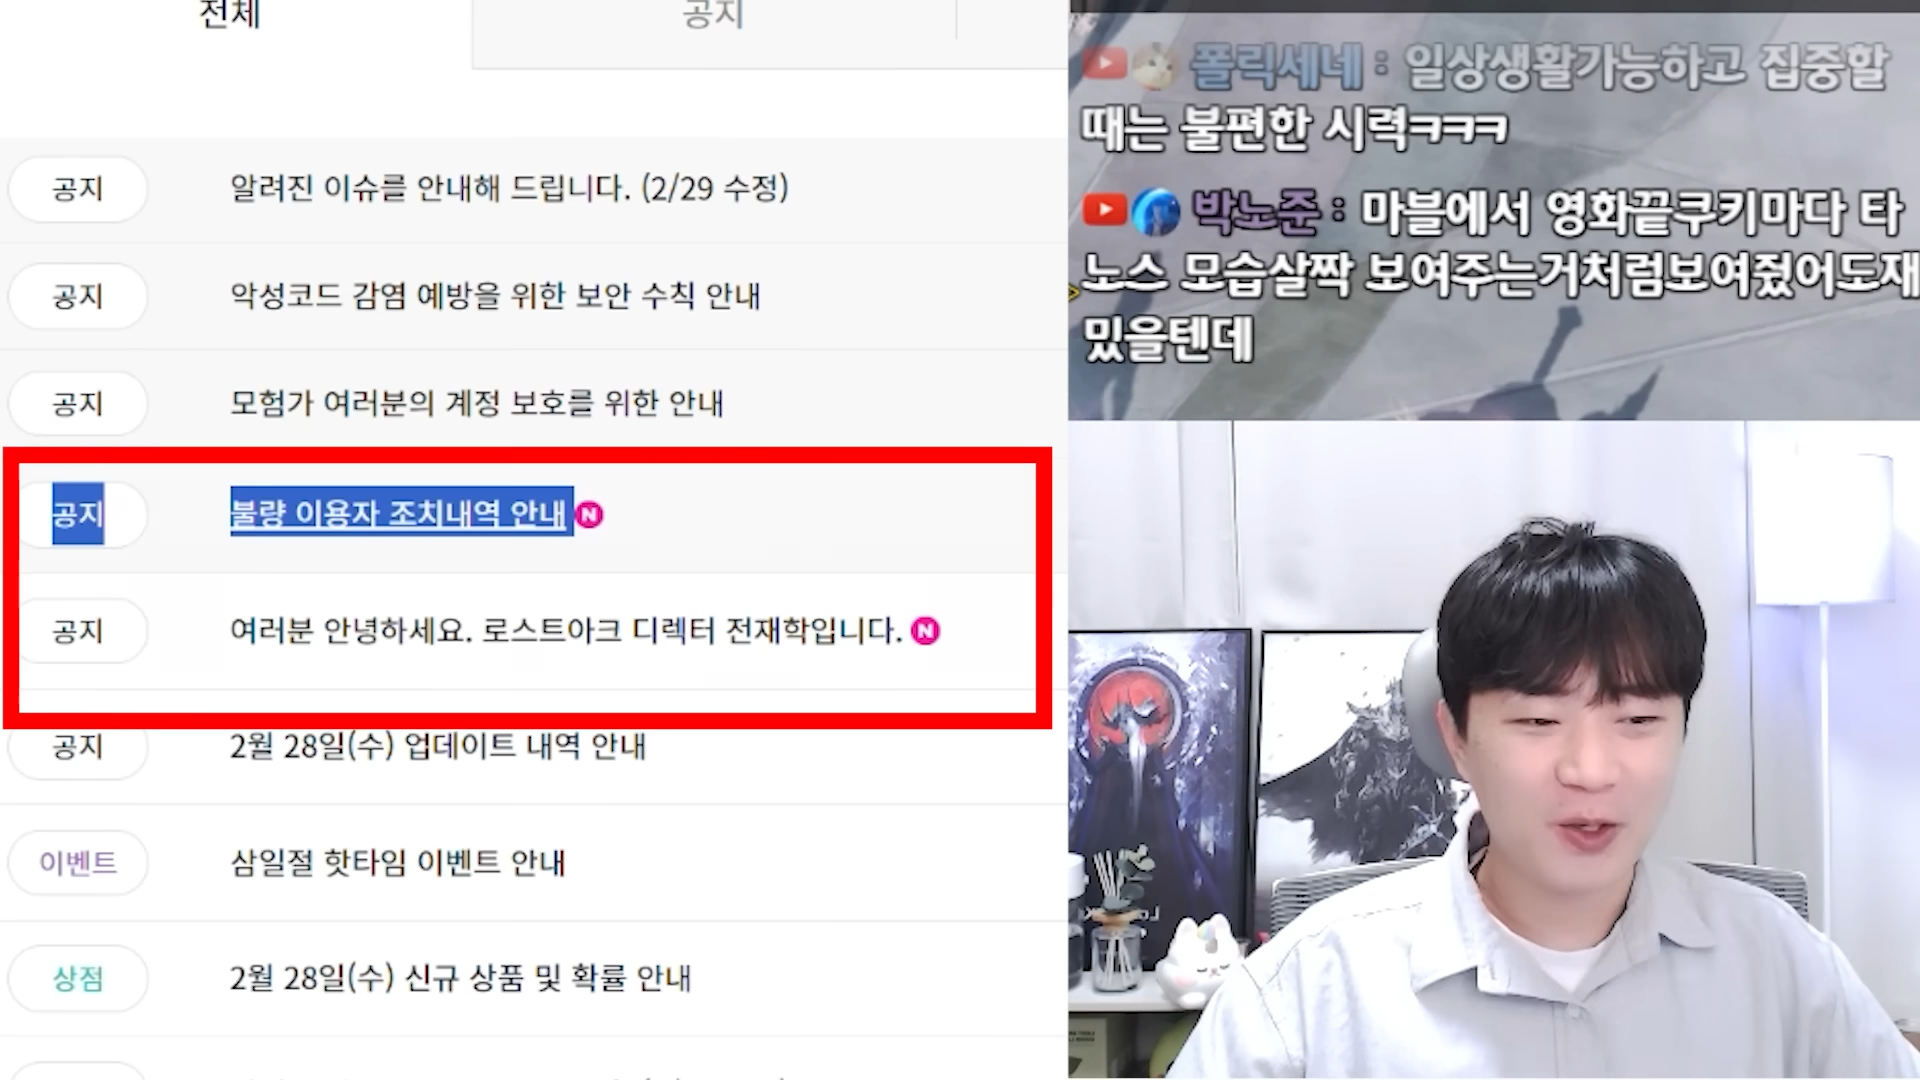 전체
공지
공지 알려진 이슈를 안내해 드립니다. (2/29 수정)
공지 악성코드 감염 예방을 위한 보안 수칙 안내
공지 모험가 여러분의 계정 보호를 위한 안내
공지 불량 이용자 조치내역 안내 N
공지 여러분 안녕하세요. 로스트아크 디렉터 전재학입니다. N
공지 2월 28일(수) 업데이트 내역 안내
이벤트 삼일절 핫타임 이벤트 안내
상점 2월 28일(수) 신규 상품 및 확률 안내
폴릭세네 : 일상생활가능하고 집중할
때는 불편한 시력ㅋㅋㅋ
박노준 : 마블에서 영화끝쿠키마다 타
노스 모습살짝 보여주는거처럼보여줬어도재
밌을텐데